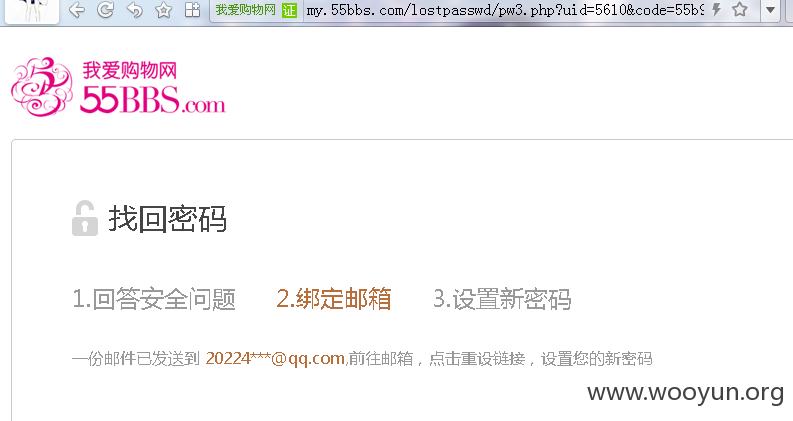 我爱购物网 证 my.55bbs.com/lostpasswd/pw3.php?uid=5610&code=55b9
我爱购物网
55BBS.com
找回密码
1.回答安全问题 2.绑定邮箱 3.设置新密码
一份邮件已发送到 20224***@qq.com,前往邮箱，点击重设链接，设置您的新密码
www.wooyun.org